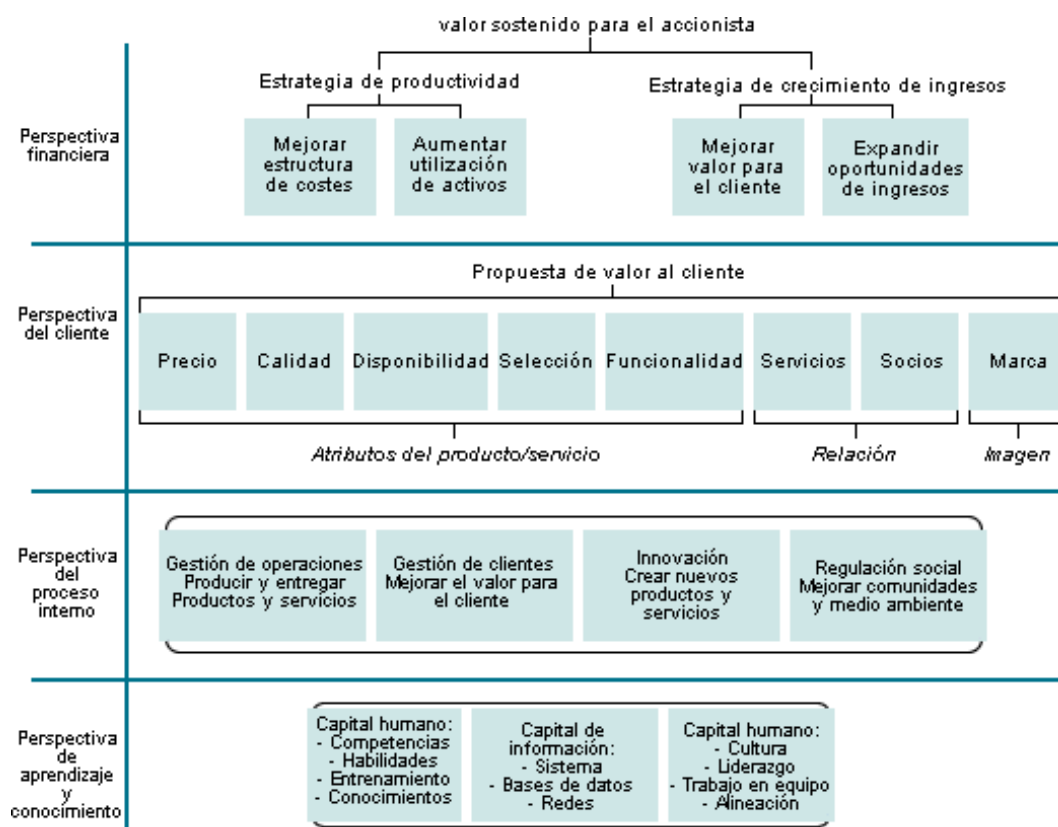 valor sostenido para el accionista
Estrategia de productividad
Estrategia de crecimiento de ingresos
Perspectiva
financiera
Mejorar
estructura
de costes
Aumentar
utilización
de activos
Mejorar
valor para
el cliente
Expandir
oportunidades
de ingresos
Propuesta de valor al cliente
Perspectiva
del cliente
Precio
Calidad
Disponibilidad
Selección
Funcionalidad
Servicios
Socios
Marca
Atributos del producto/servicio
Relación
Imagen
Perspectiva
del
proceso
interno
Gestión de operaciones
Producir y entregar
Productos y servicios
Gestión de clientes
Mejorar el valor para
el cliente
Innovación
Crear nuevos
productos y
servicios
Regulación social
Mejorar comunidades
y medio ambiente
Perspectiva
de
aprendizaje
y
conocimiento
Capital humano:
- Competencias
- Habilidades
- Entrenamiento
- Conocimientos
Capital de
información:
- Sistema
- Bases de datos
- Redes
Capital humano:
- Cultura
- Liderazgo
- Trabajo en equipo
- Alineación